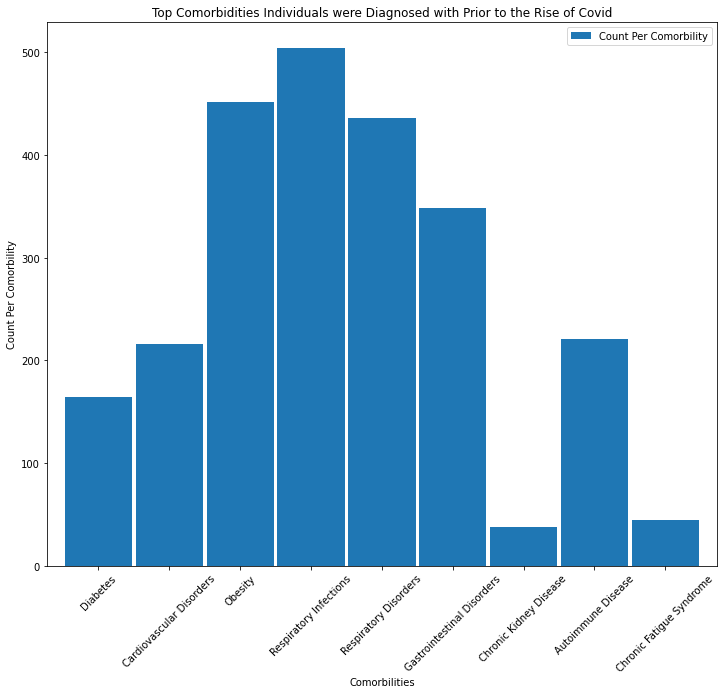 Top Comorbidities Individuals were Diagnosed with Prior to the Rise of Covid
Count Per Comorbility
Count Per Comorbility
500
400
300
200
100
0
Diabetes
Cardiovascular Disorders
Obesity
Respiratory Infections
Respiratory Disorders
Gastrointestinal Disorders
Chronic Kidney Disease
Autoimmune Disease
Chronic Fatigue Syndrome
Comorbilities